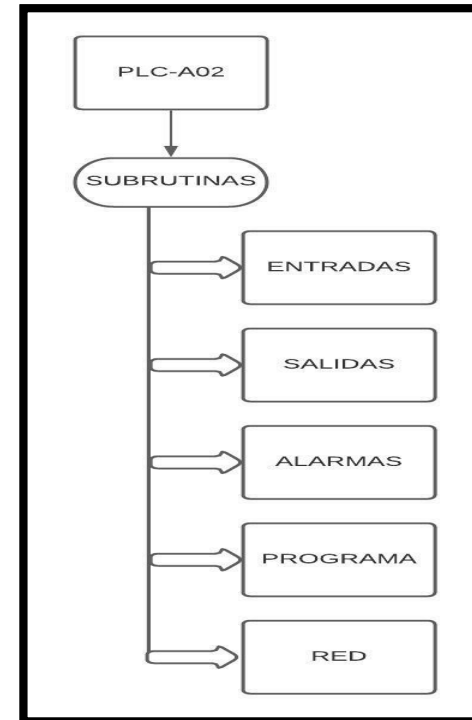 PLC-A02
SUBRUTINAS
ENTRADAS
SALIDAS
ALARMAS
PROGRAMA
RED